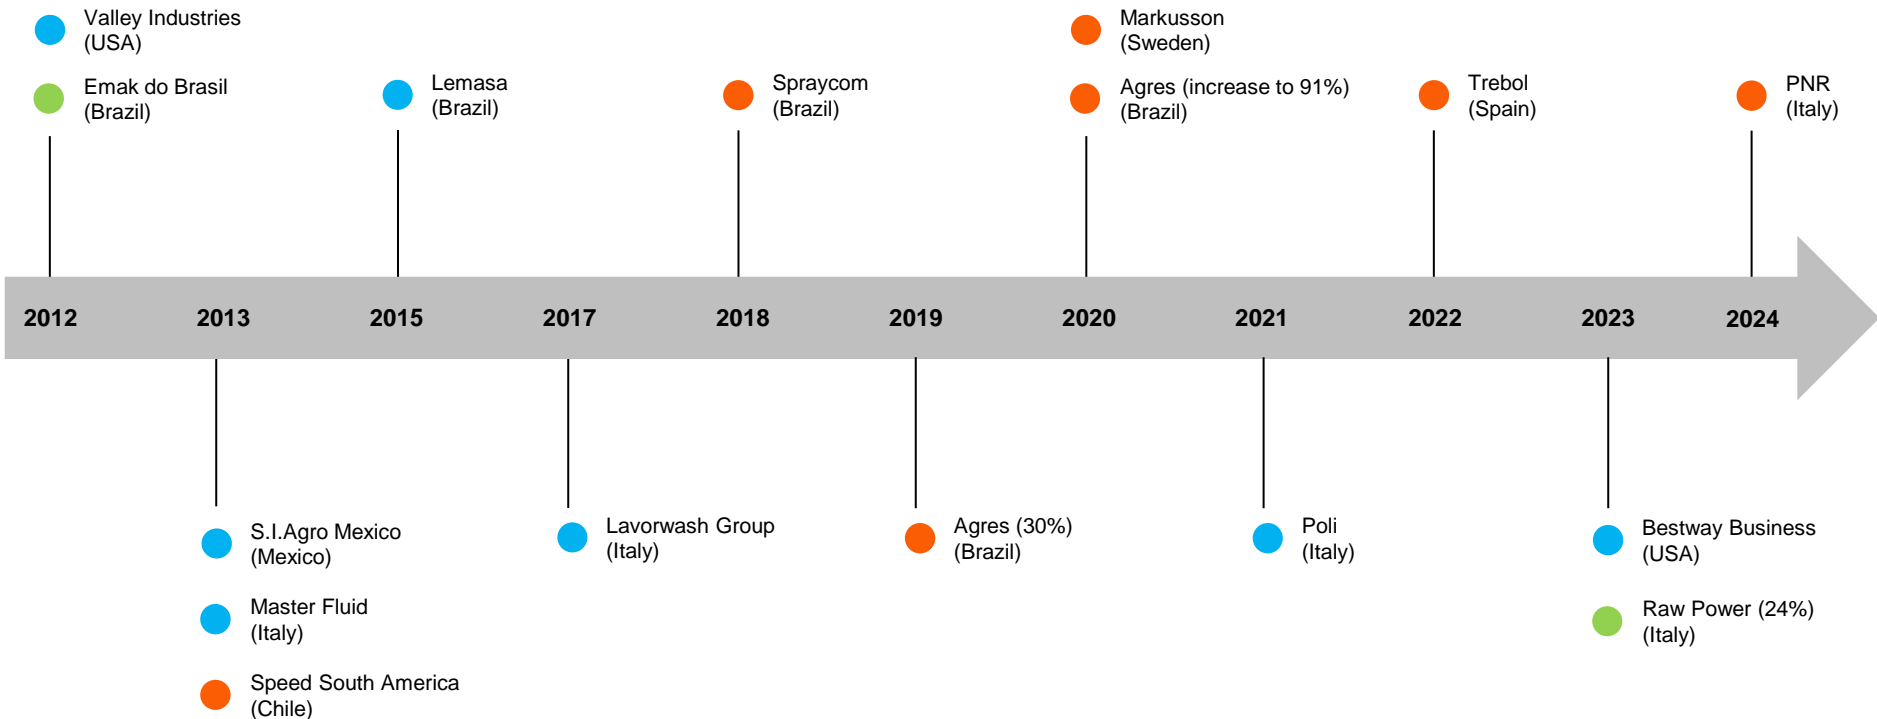 Valley Industries
(USA)
Emak do Brasil
(Brazil)
Lemasa
(Brazil)
Spraycom
(Brazil)
Markusson
(Sweden)
Agres (increase to 91%)
(Brazil)
Trebol
(Spain)
PNR
(Italy)
2012 2013 2015 2017 2018 2019 2020 2021 2022 2023 2024
S.I.Agro Mexico
(Mexico)
Master Fluid
(Italy)
Speed South America
(Chile)
Lavorwash Group
(Italy)
Agres (30%)
(Brazil)
Poli
(Italy)
Bestway Business
(USA)
Raw Power (24%)
(Italy)